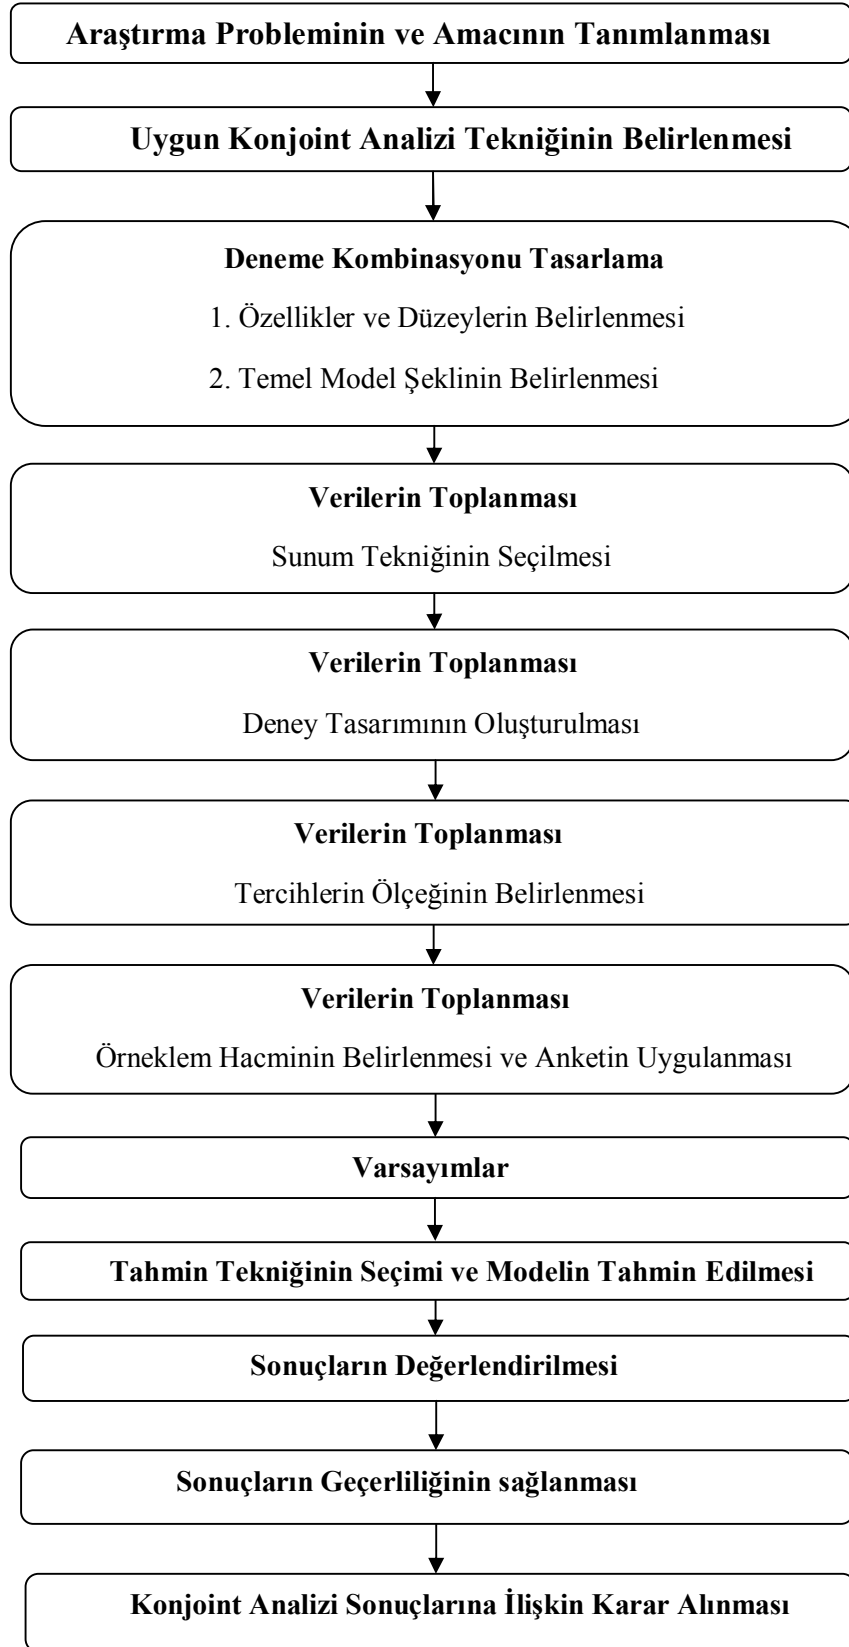 Araştırma Probleminin ve Amacının Tanımlanması
Uygun Konjoint Analizi Tekniğinin Belirlenmesi
Deneme Kombinasyonu Tasarlama
1. Özellikler ve Düzeylerin Belirlenmesi
2. Temel Model Şeklinin Belirlenmesi
Verilerin Toplanması
Sunum Tekniğinin Seçilmesi
Verilerin Toplanması
Deney Tasarımının Oluşturulması
Verilerin Toplanması
Tercihlerin Ölçeğinin Belirlenmesi
Verilerin Toplanması
Örneklem Hacminin Belirlenmesi ve Anketin Uygulanması
Varsayımlar
Tahmin Tekniğinin Seçimi ve Modelin Tahmin Edilmesi
Sonuçların Değerlendirilmesi
Sonuçların Geçerliliğinin sağlanması
Konjoint Analizi Sonuçlarına İlişkin Karar Alınması